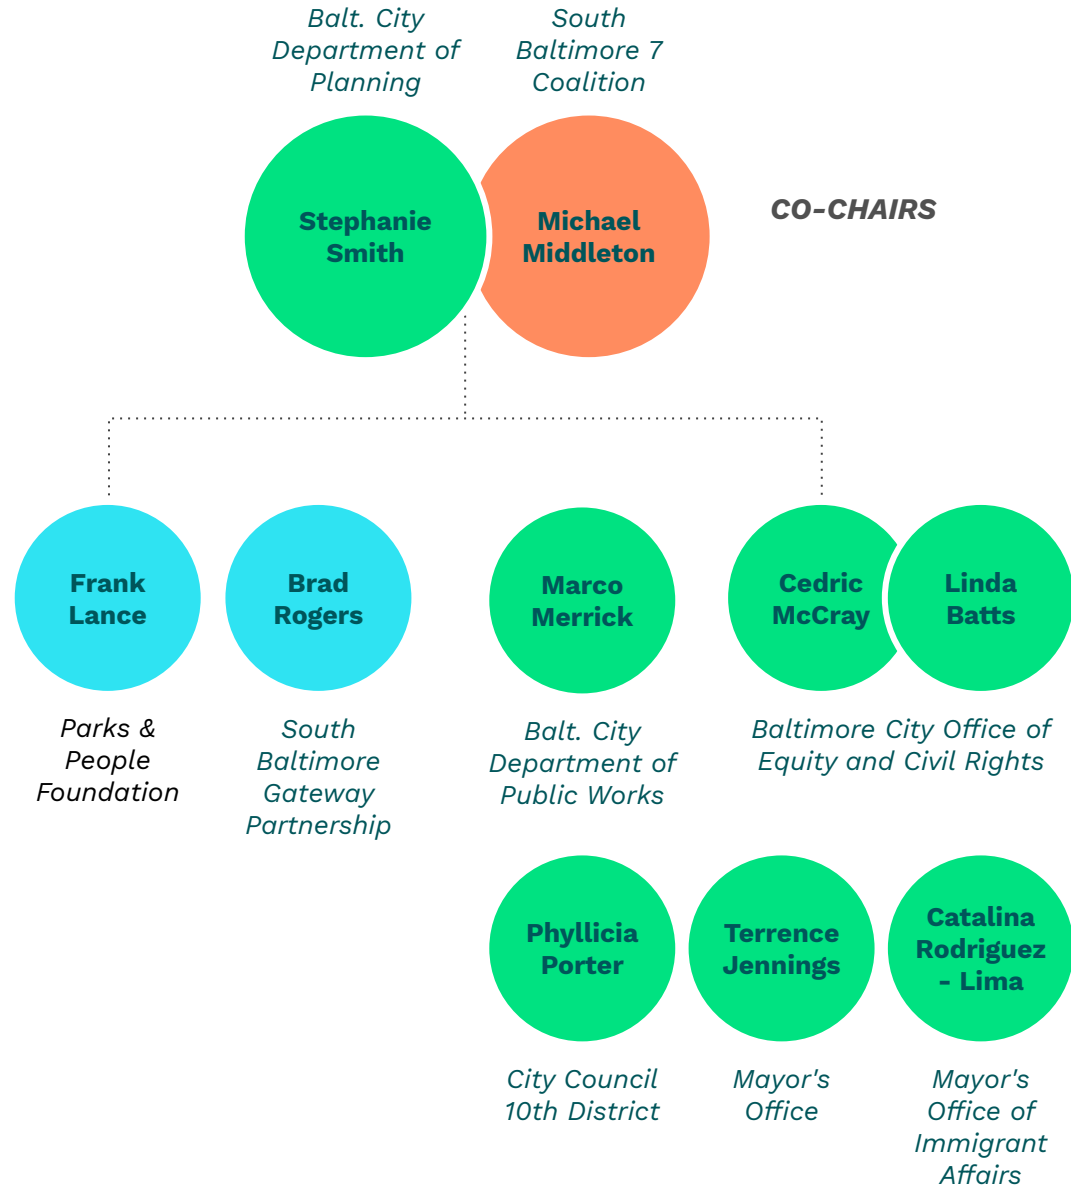 Balt. City
Department of
Planning
South
Baltimore 7
Coalition
Stephanie
Smith
Michael
Middleton
CO-CHAIRS
Frank
Lance
Brad
Rogers
Marco
Merrick
Cedric
McCray
Linda
Batts
Parks &
People
Foundation
South
Baltimore
Gateway
Partnership
Balt. City
Department of
Public Works
Baltimore City Office of
Equity and Civil Rights
Phyllicia
Porter
Terrence
Jennings
Catalina
Rodriguez
- Lima
City Council
10th District
Mayor's
Office
Mayor's
Office of
Immigrant
Affairs